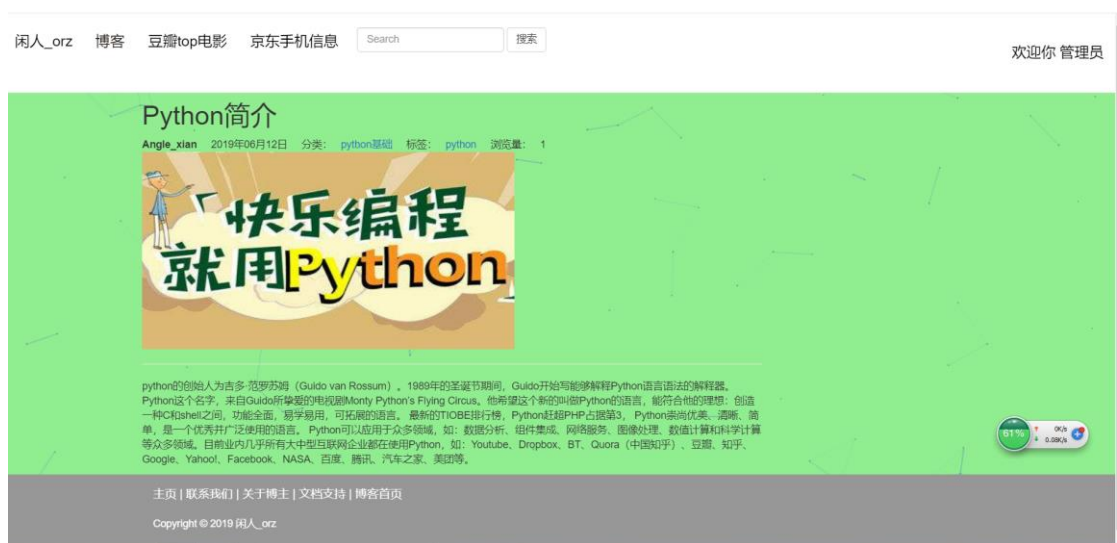 闲人_orz 博客 豆瓣top电影 京东手机信息 Search 搜索
欢迎你 管理员
Python简介
Angle_xian 2019年06月12日 分类： python基础 标签： python 浏览量： 1
「快乐编程
就用Python
python的创始人为吉多·范罗苏姆（Guido van Rossum）。1989年的圣诞节期间，Guido开始写能够解释Python语言语法的解释器。
Python这个名字，来自Guido所挚爱的电视剧Monty Python's Flying Circus。他希望这个新的叫做Python的语言，能符合他的理想：创造
一种C和shell之间，功能全面，易学易用，可拓展的语言。 最新的TIOBE排行榜，Python赶超PHP占据第3， Python崇尚优美、清晰、简
单，是一个优秀并广泛使用的语言。 Python可以应用于众多领域，如：数据分析、组件集成、网络服务、图像处理、数值计算和科学计算
等众多领域。目前业内几乎所有大中型互联网企业都在使用Python，如：Youtube、Dropbox、BT、Quora（中国知乎）、豆瓣、知乎、
Google、Yahoo!、Facebook、NASA、百度、腾讯、汽车之家、美团等。
61% ↑ 0K/s
↓ 0.08K/s
主页 | 联系我们 | 关于博主 | 文档支持 | 博客首页
Copyright © 2019 闲人_orz